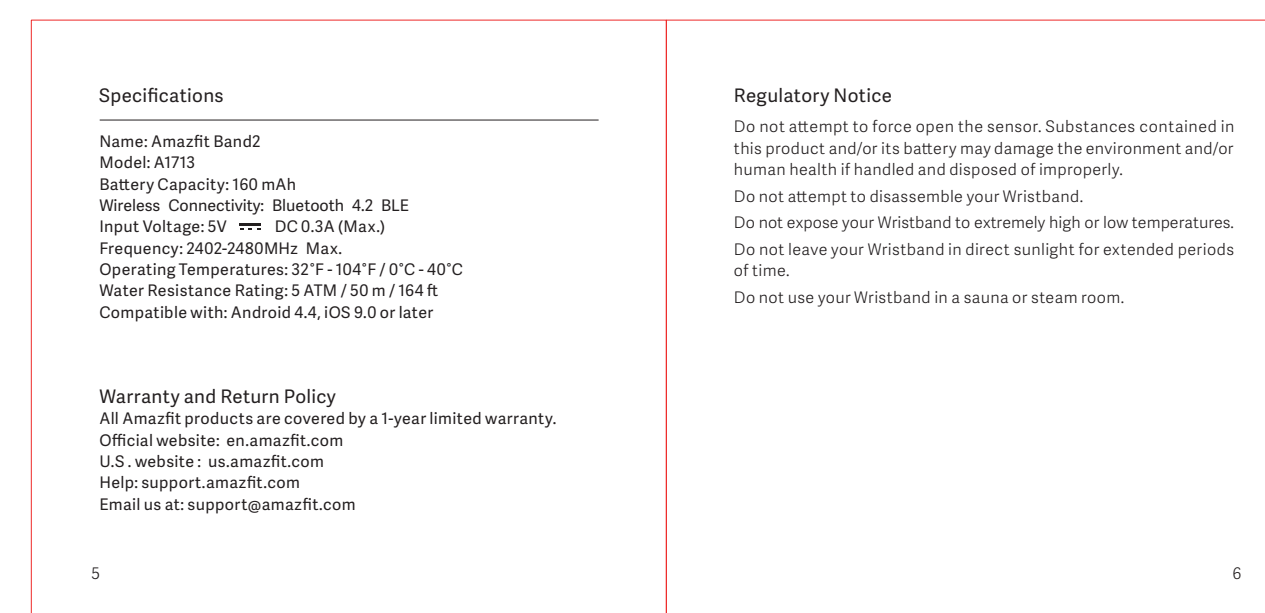 Specifications
Name: Amazfit Band2
Model: A1713
Battery Capacity: 160 mAh
Wireless Connectivity: Bluetooth 4.2 BLE
Input Voltage: 5V ⎓ DC 0.3A (Max.)
Frequency: 2402-2480MHz Max.
Operating Temperatures: 32˚F - 104˚F / 0˚C - 40˚C
Water Resistance Rating: 5 ATM / 50 m / 164 ft
Compatible with: Android 4.4, iOS 9.0 or later
Warranty and Return Policy
All Amazfit products are covered by a 1-year limited warranty.
Official website: en.amazfit.com
U.S . website : us.amazfit.com
Help: support.amazfit.com
Email us at: support@amazfit.com
5
Regulatory Notice
Do not attempt to force open the sensor. Substances contained in
this product and/or its battery may damage the environment and/or
human health if handled and disposed of improperly.
Do not attempt to disassemble your Wristband.
Do not expose your Wristband to extremely high or low temperatures.
Do not leave your Wristband in direct sunlight for extended periods
of time.
Do not use your Wristband in a sauna or steam room.
6